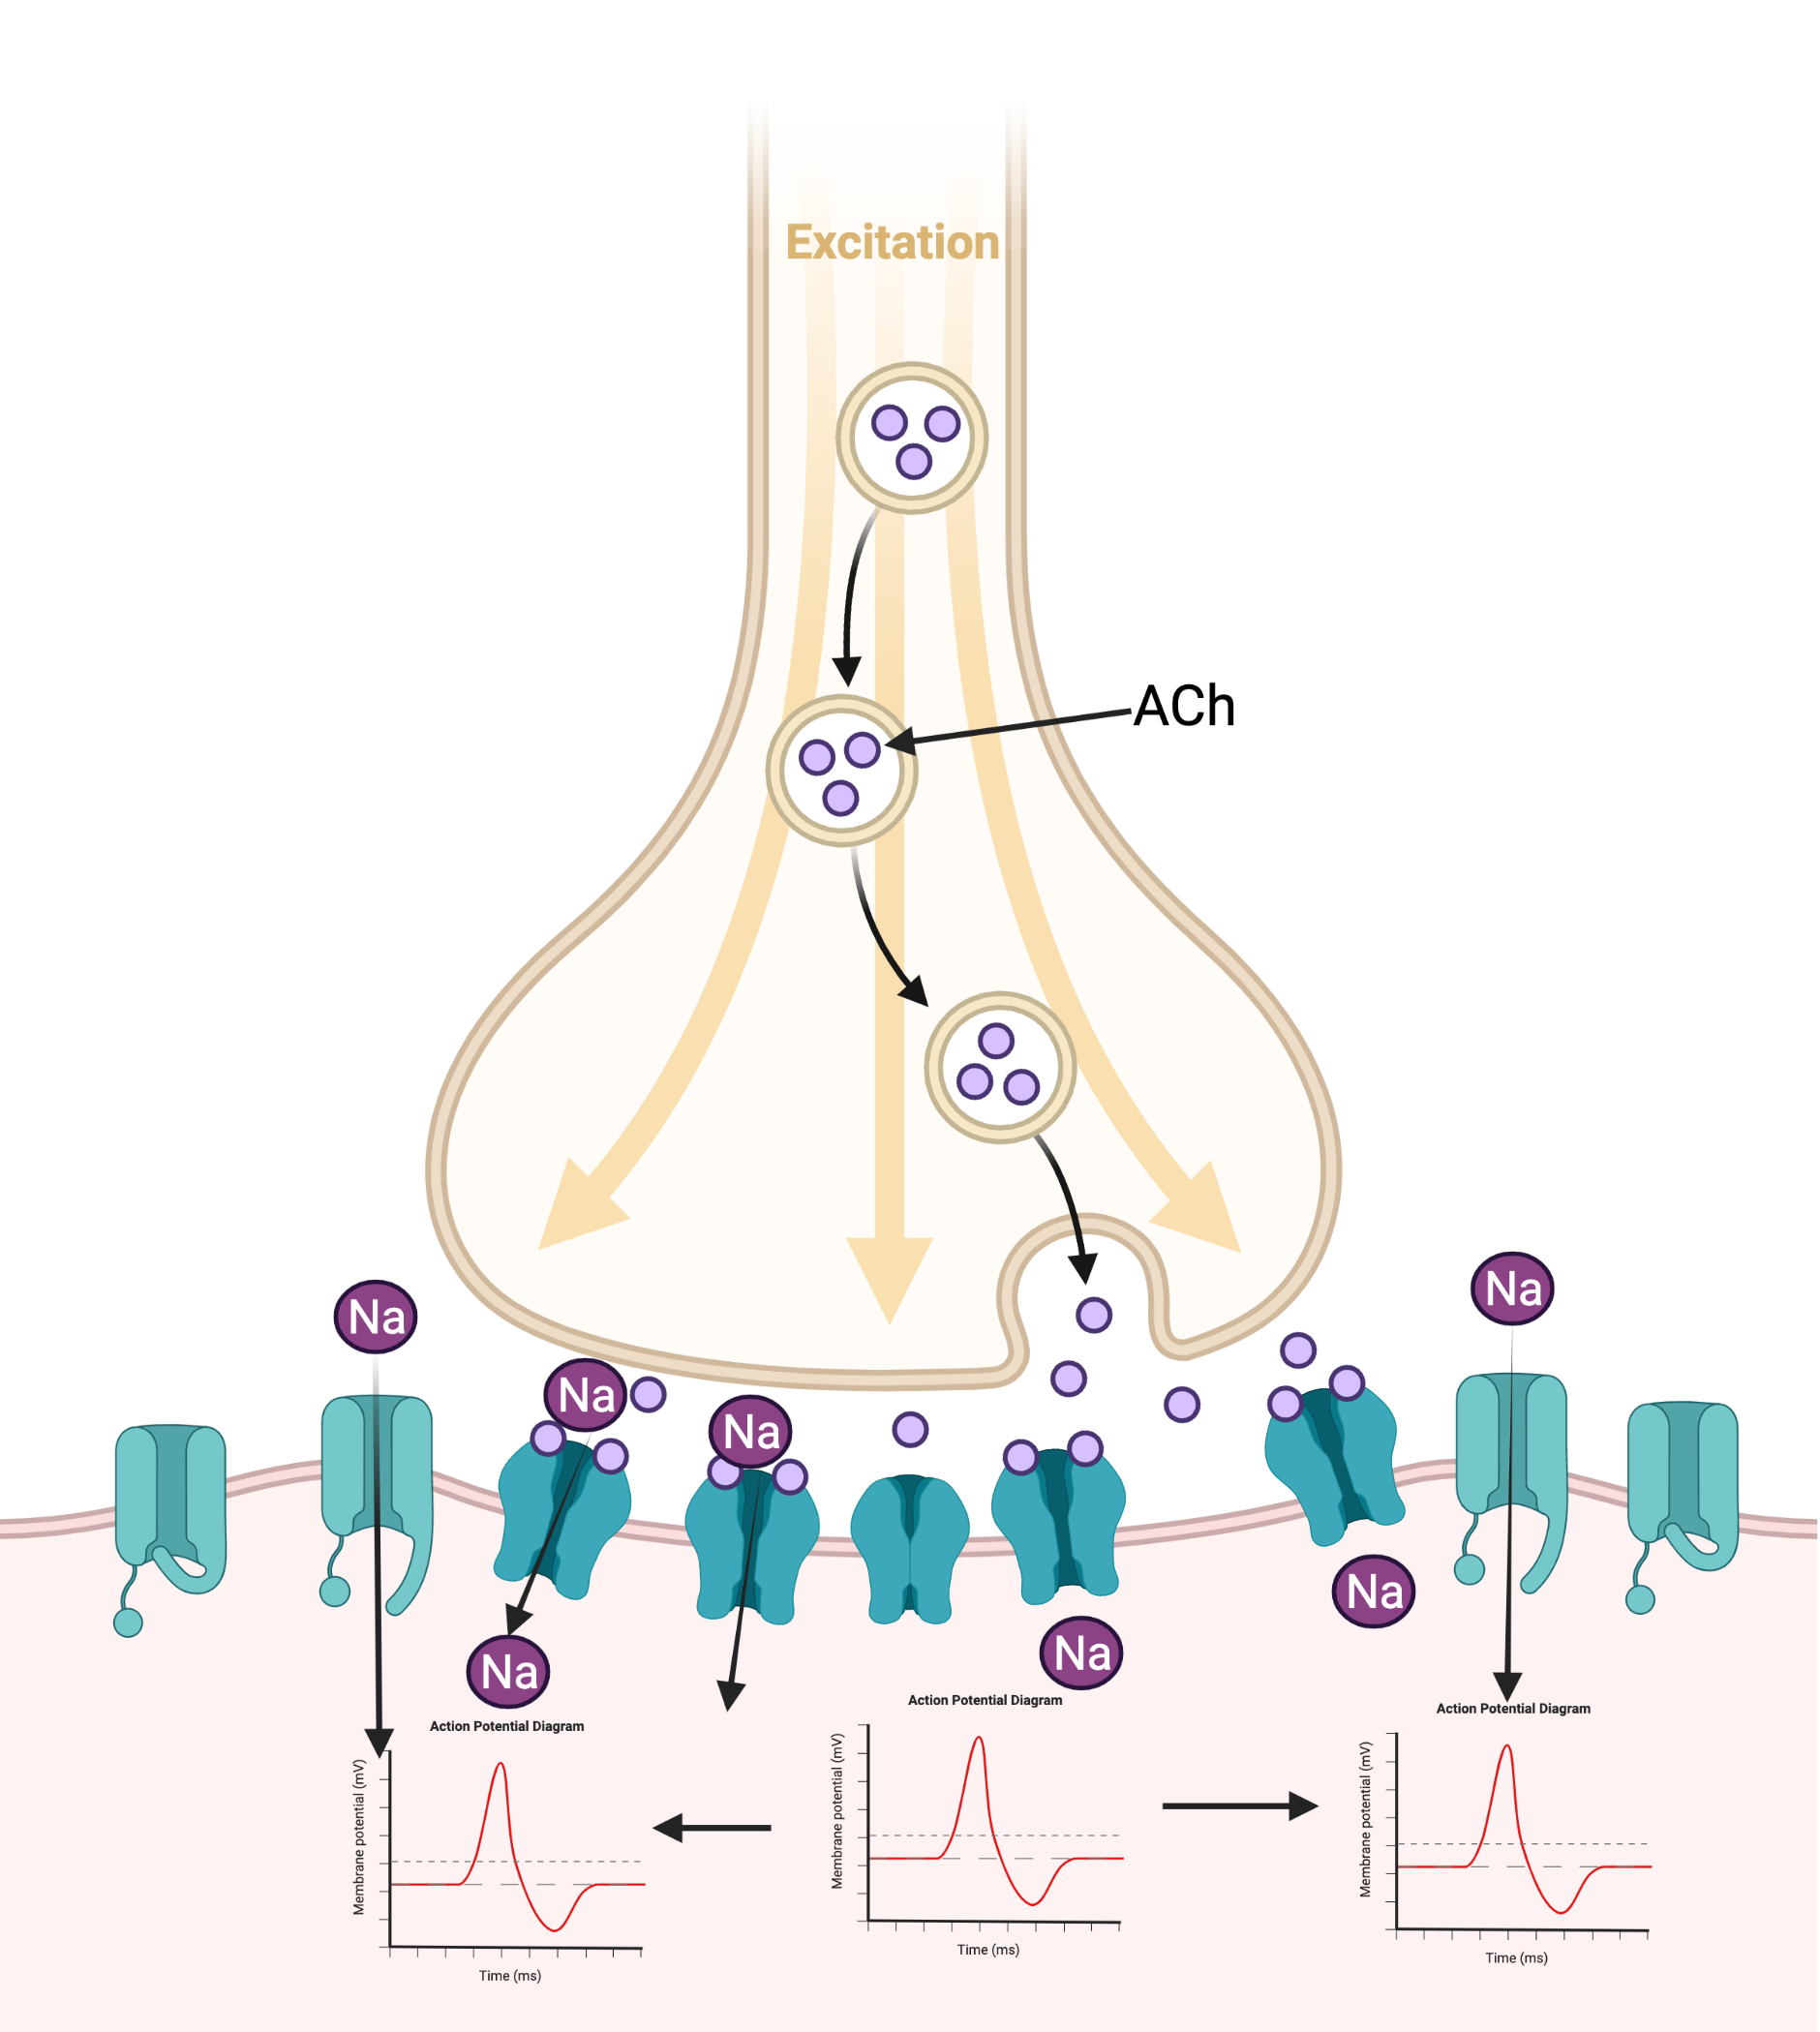 Excitation
ACh
Na
Na
Na
Na
Na
Na
Na
Action Potential Diagram
Membrane potential (mV)
Time (ms)
Action Potential Diagram
Membrane potential (mV)
Time (ms)
Action Potential Diagram
Membrane potential (mV)
Time (ms)